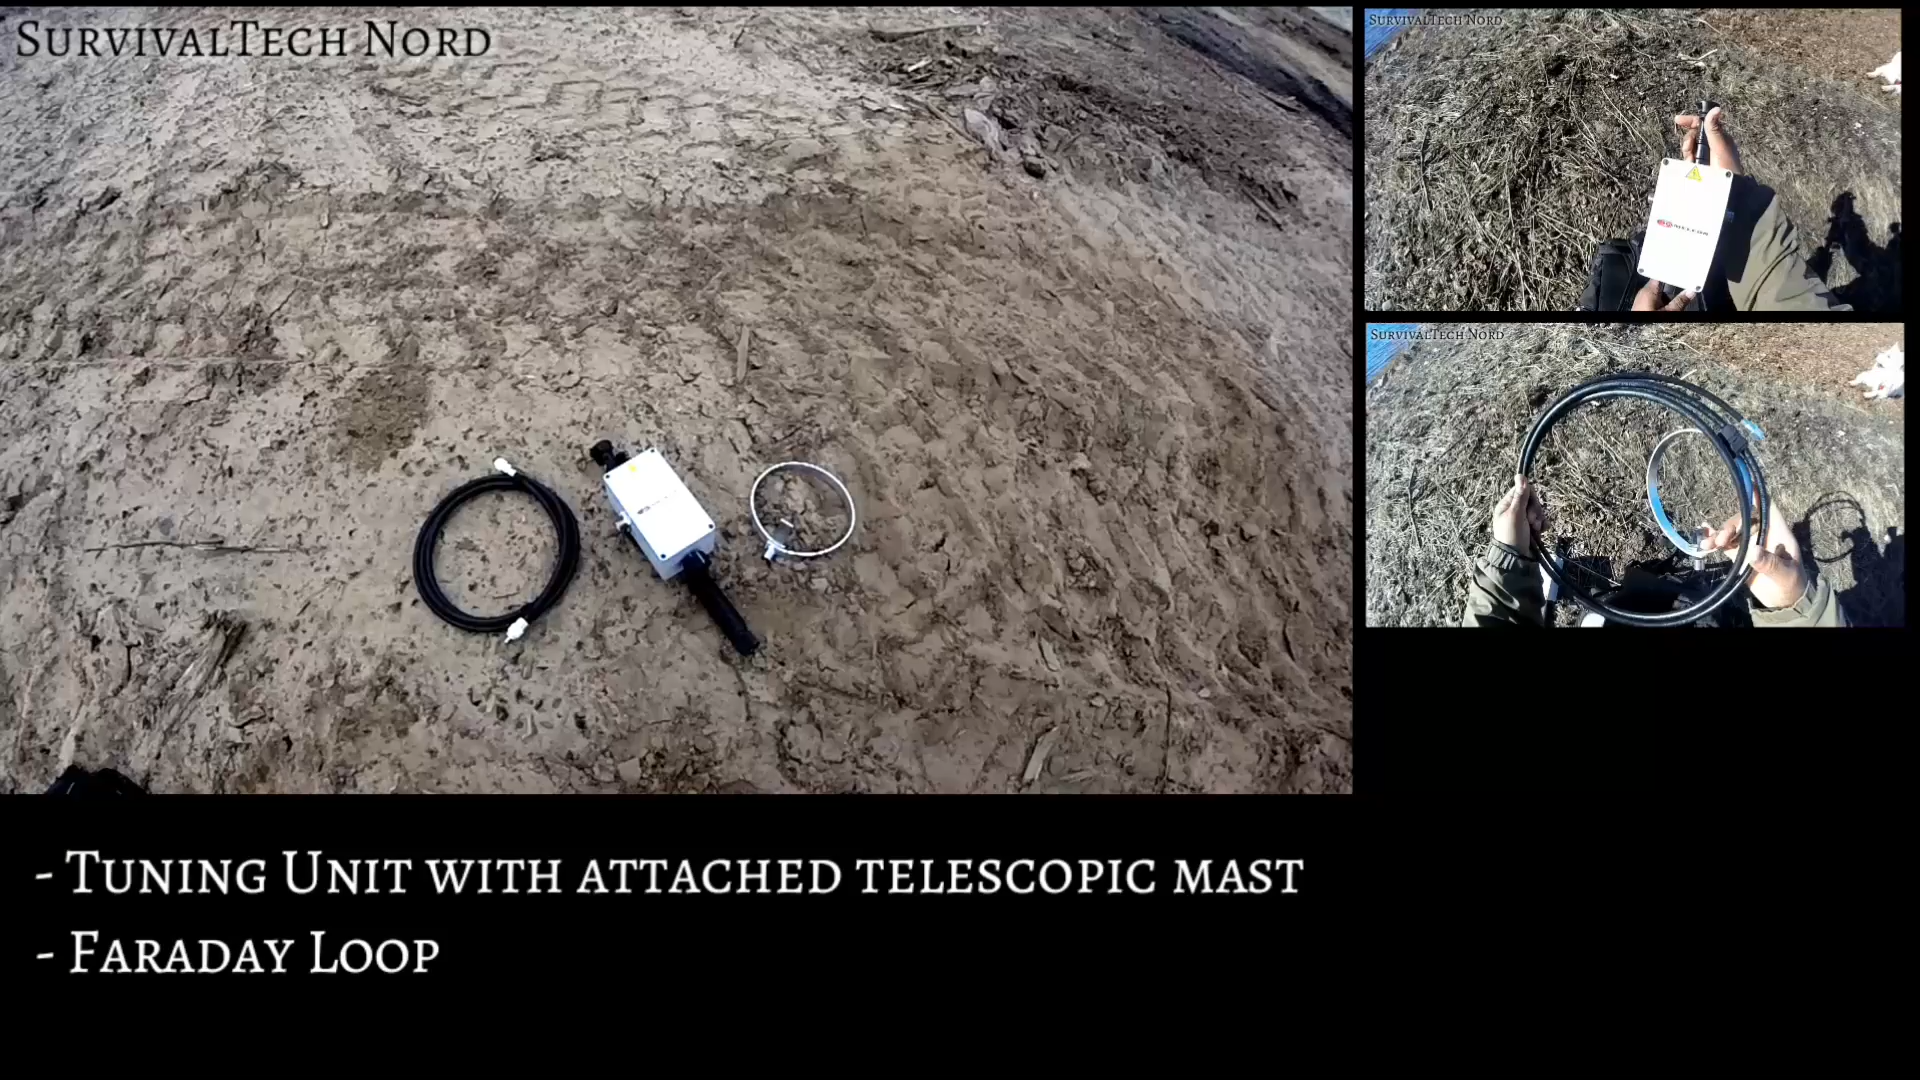 SurvivalTech Nord
SurvivalTech Nord
SurvivalTech Nord
- Tuning Unit with attached telescopic mast
- Faraday Loop